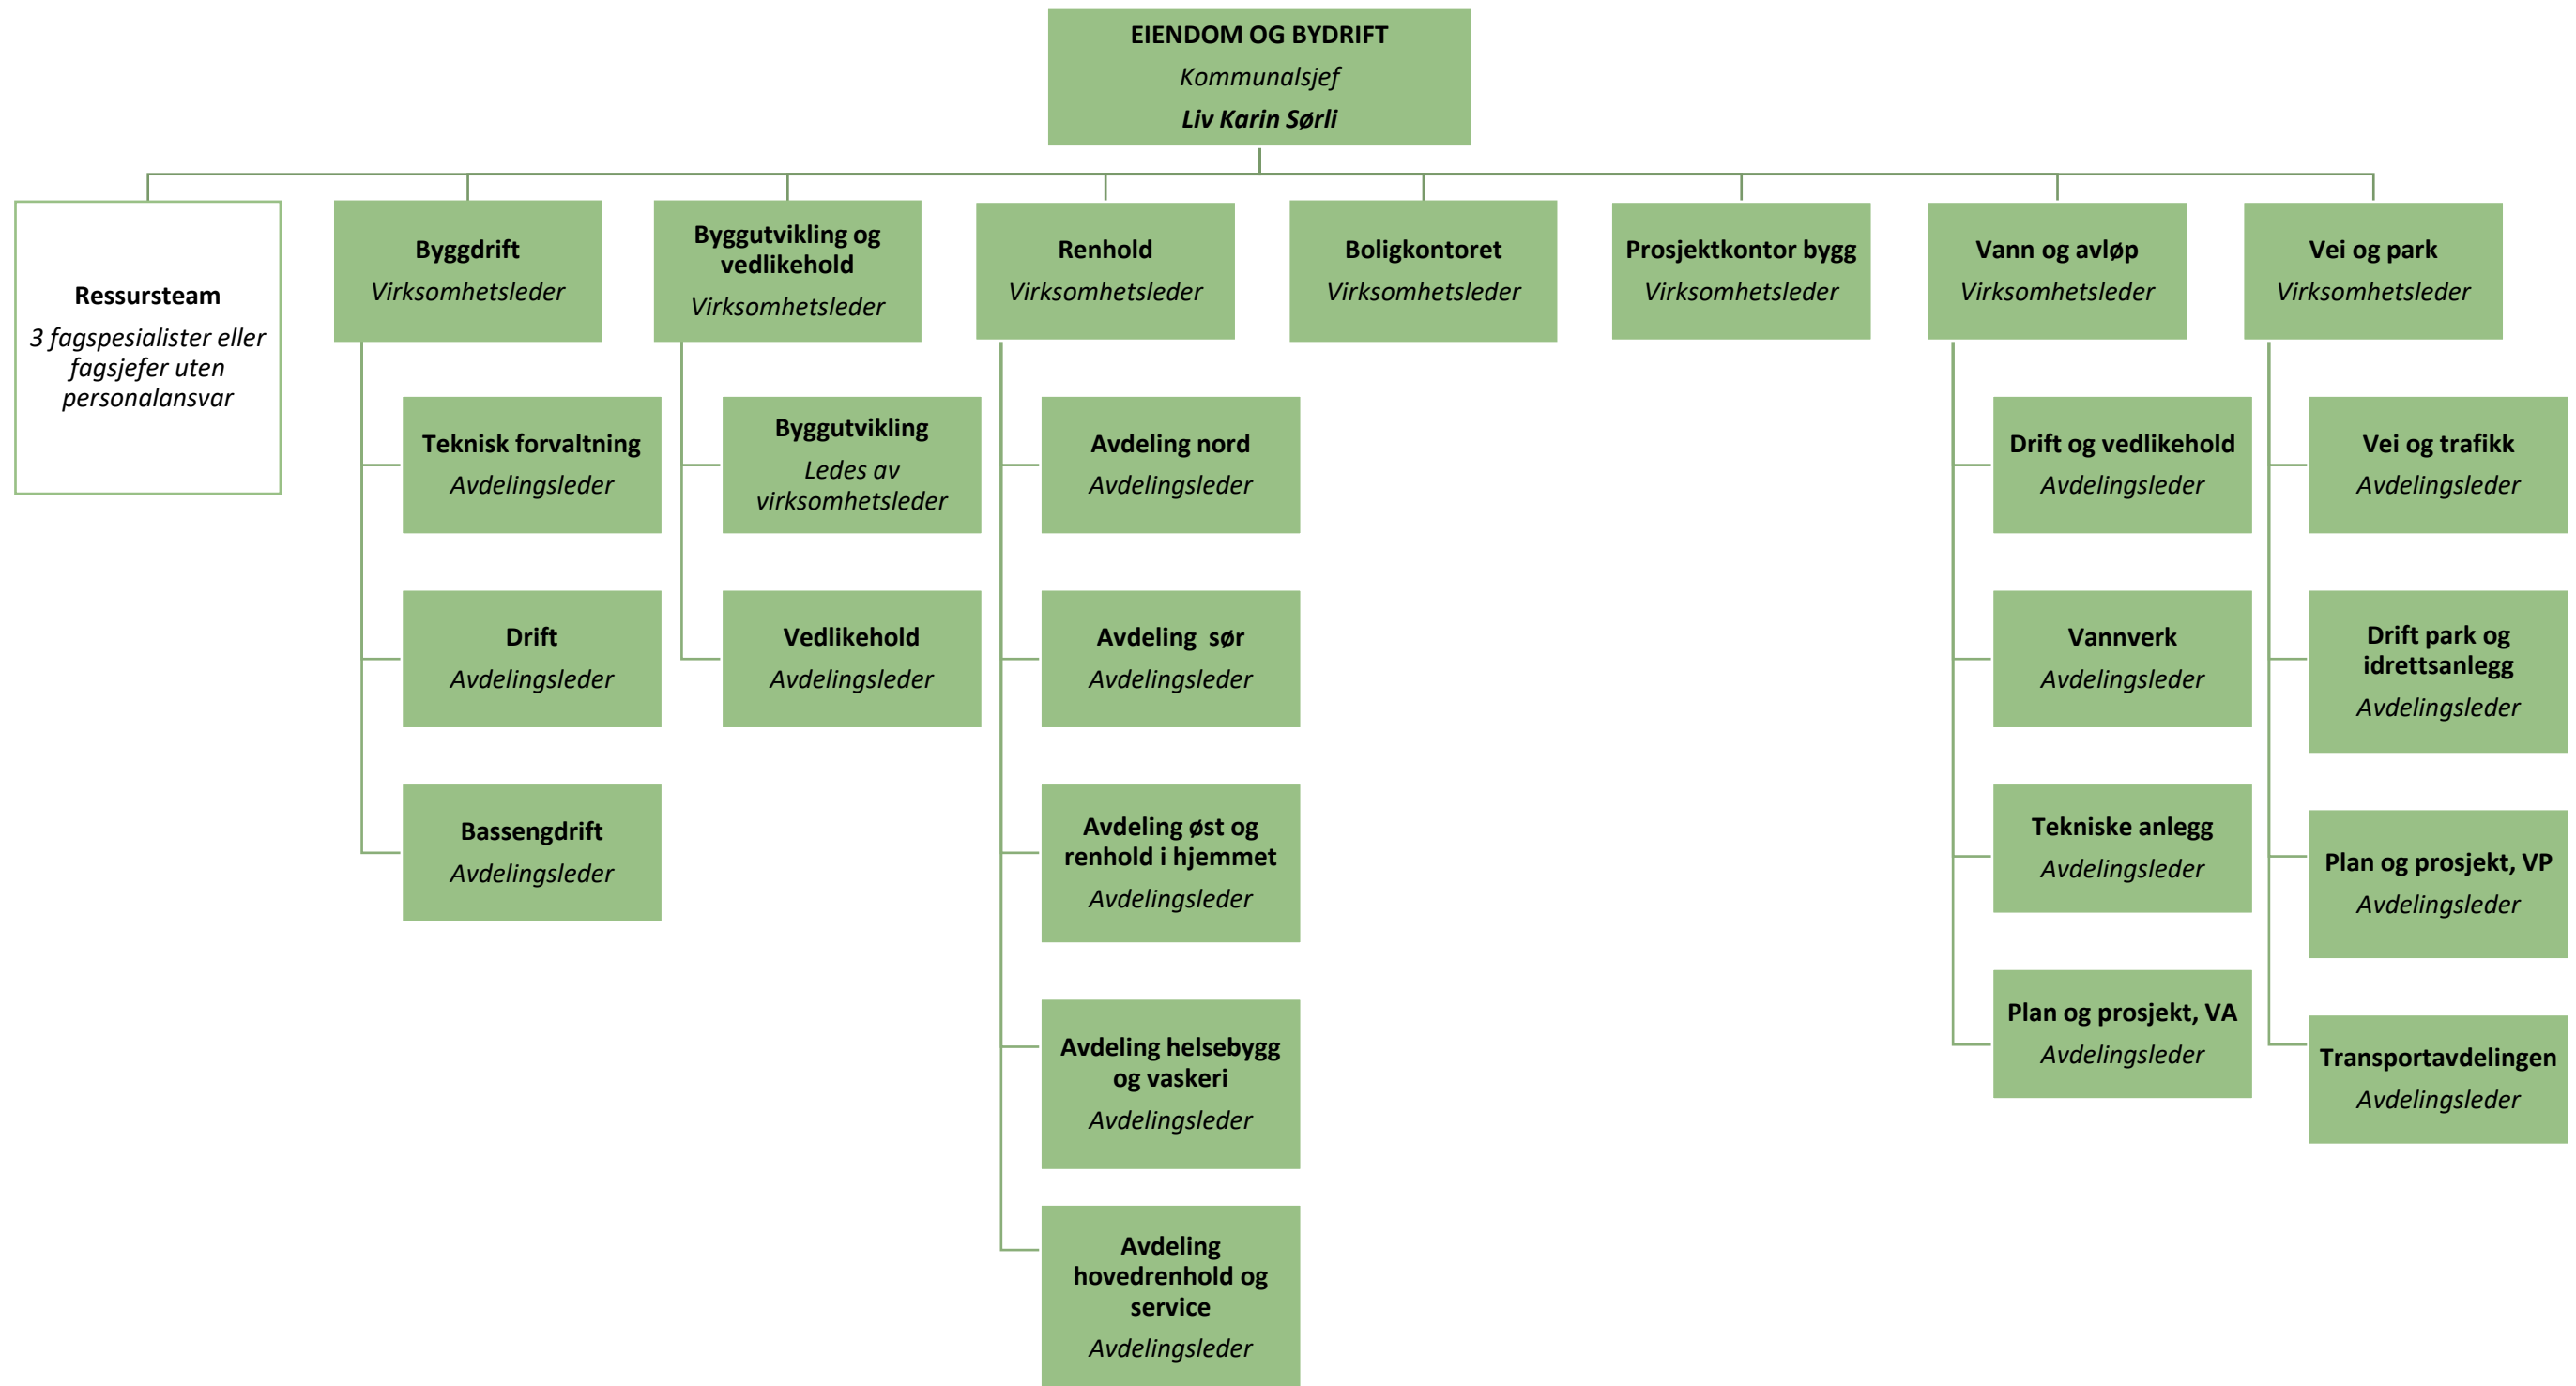 EIENDOM OG BYDRIFT
Kommunalsjef
Liv Karin Sørli
Ressursteam
3 fagspesialister eller
fagsjefer uten
personalansvar
Byggdrift
Virksomhetsleder
Teknisk forvaltning
Avdelingsleder
Drift
Avdelingsleder
Bassengdrift
Avdelingsleder
Byggutvikling og
vedlikehold
Virksomhetsleder
Byggutvikling
Ledes av
virksomhetsleder
Vedlikehold
Avdelingsleder
Renhold
Virksomhetsleder
Avdeling nord
Avdelingsleder
Avdeling  sør
Avdelingsleder
Avdeling øst og
renhold i hjemmet
Avdelingsleder
Avdeling helsebygg
og vaskeri
Avdelingsleder
Avdeling
hovedrenhold og
service
Avdelingsleder
Boligkontoret
Virksomhetsleder
Prosjektkontor bygg
Virksomhetsleder
Vann og avløp
Virksomhetsleder
Drift og vedlikehold
Avdelingsleder
Vannverk
Avdelingsleder
Tekniske anlegg
Avdelingsleder
Plan og prosjekt, VA
Avdelingsleder
Vei og park
Virksomhetsleder
Vei og trafikk
Avdelingsleder
Drift park og
idrettsanlegg
Avdelingsleder
Plan og prosjekt, VP
Avdelingsleder
Transportavdelingen
Avdelingsleder